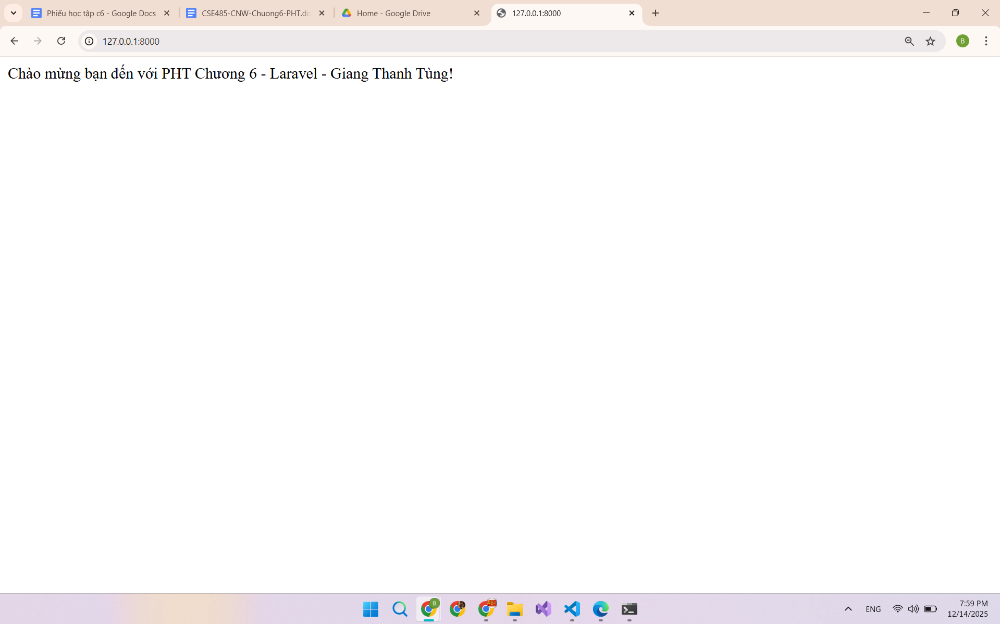 Phiếu học tập c6 - Google Docs
CSE485-CNW-Chuong6-PHT.do
Home - Google Drive
127.0.0.1:8000
127.0.0.1:8000
B
Chào mừng bạn đến với PHT Chương 6 - Laravel - Giang Thanh Tùng!
B
ENG
7:59 PM
12/14/2025